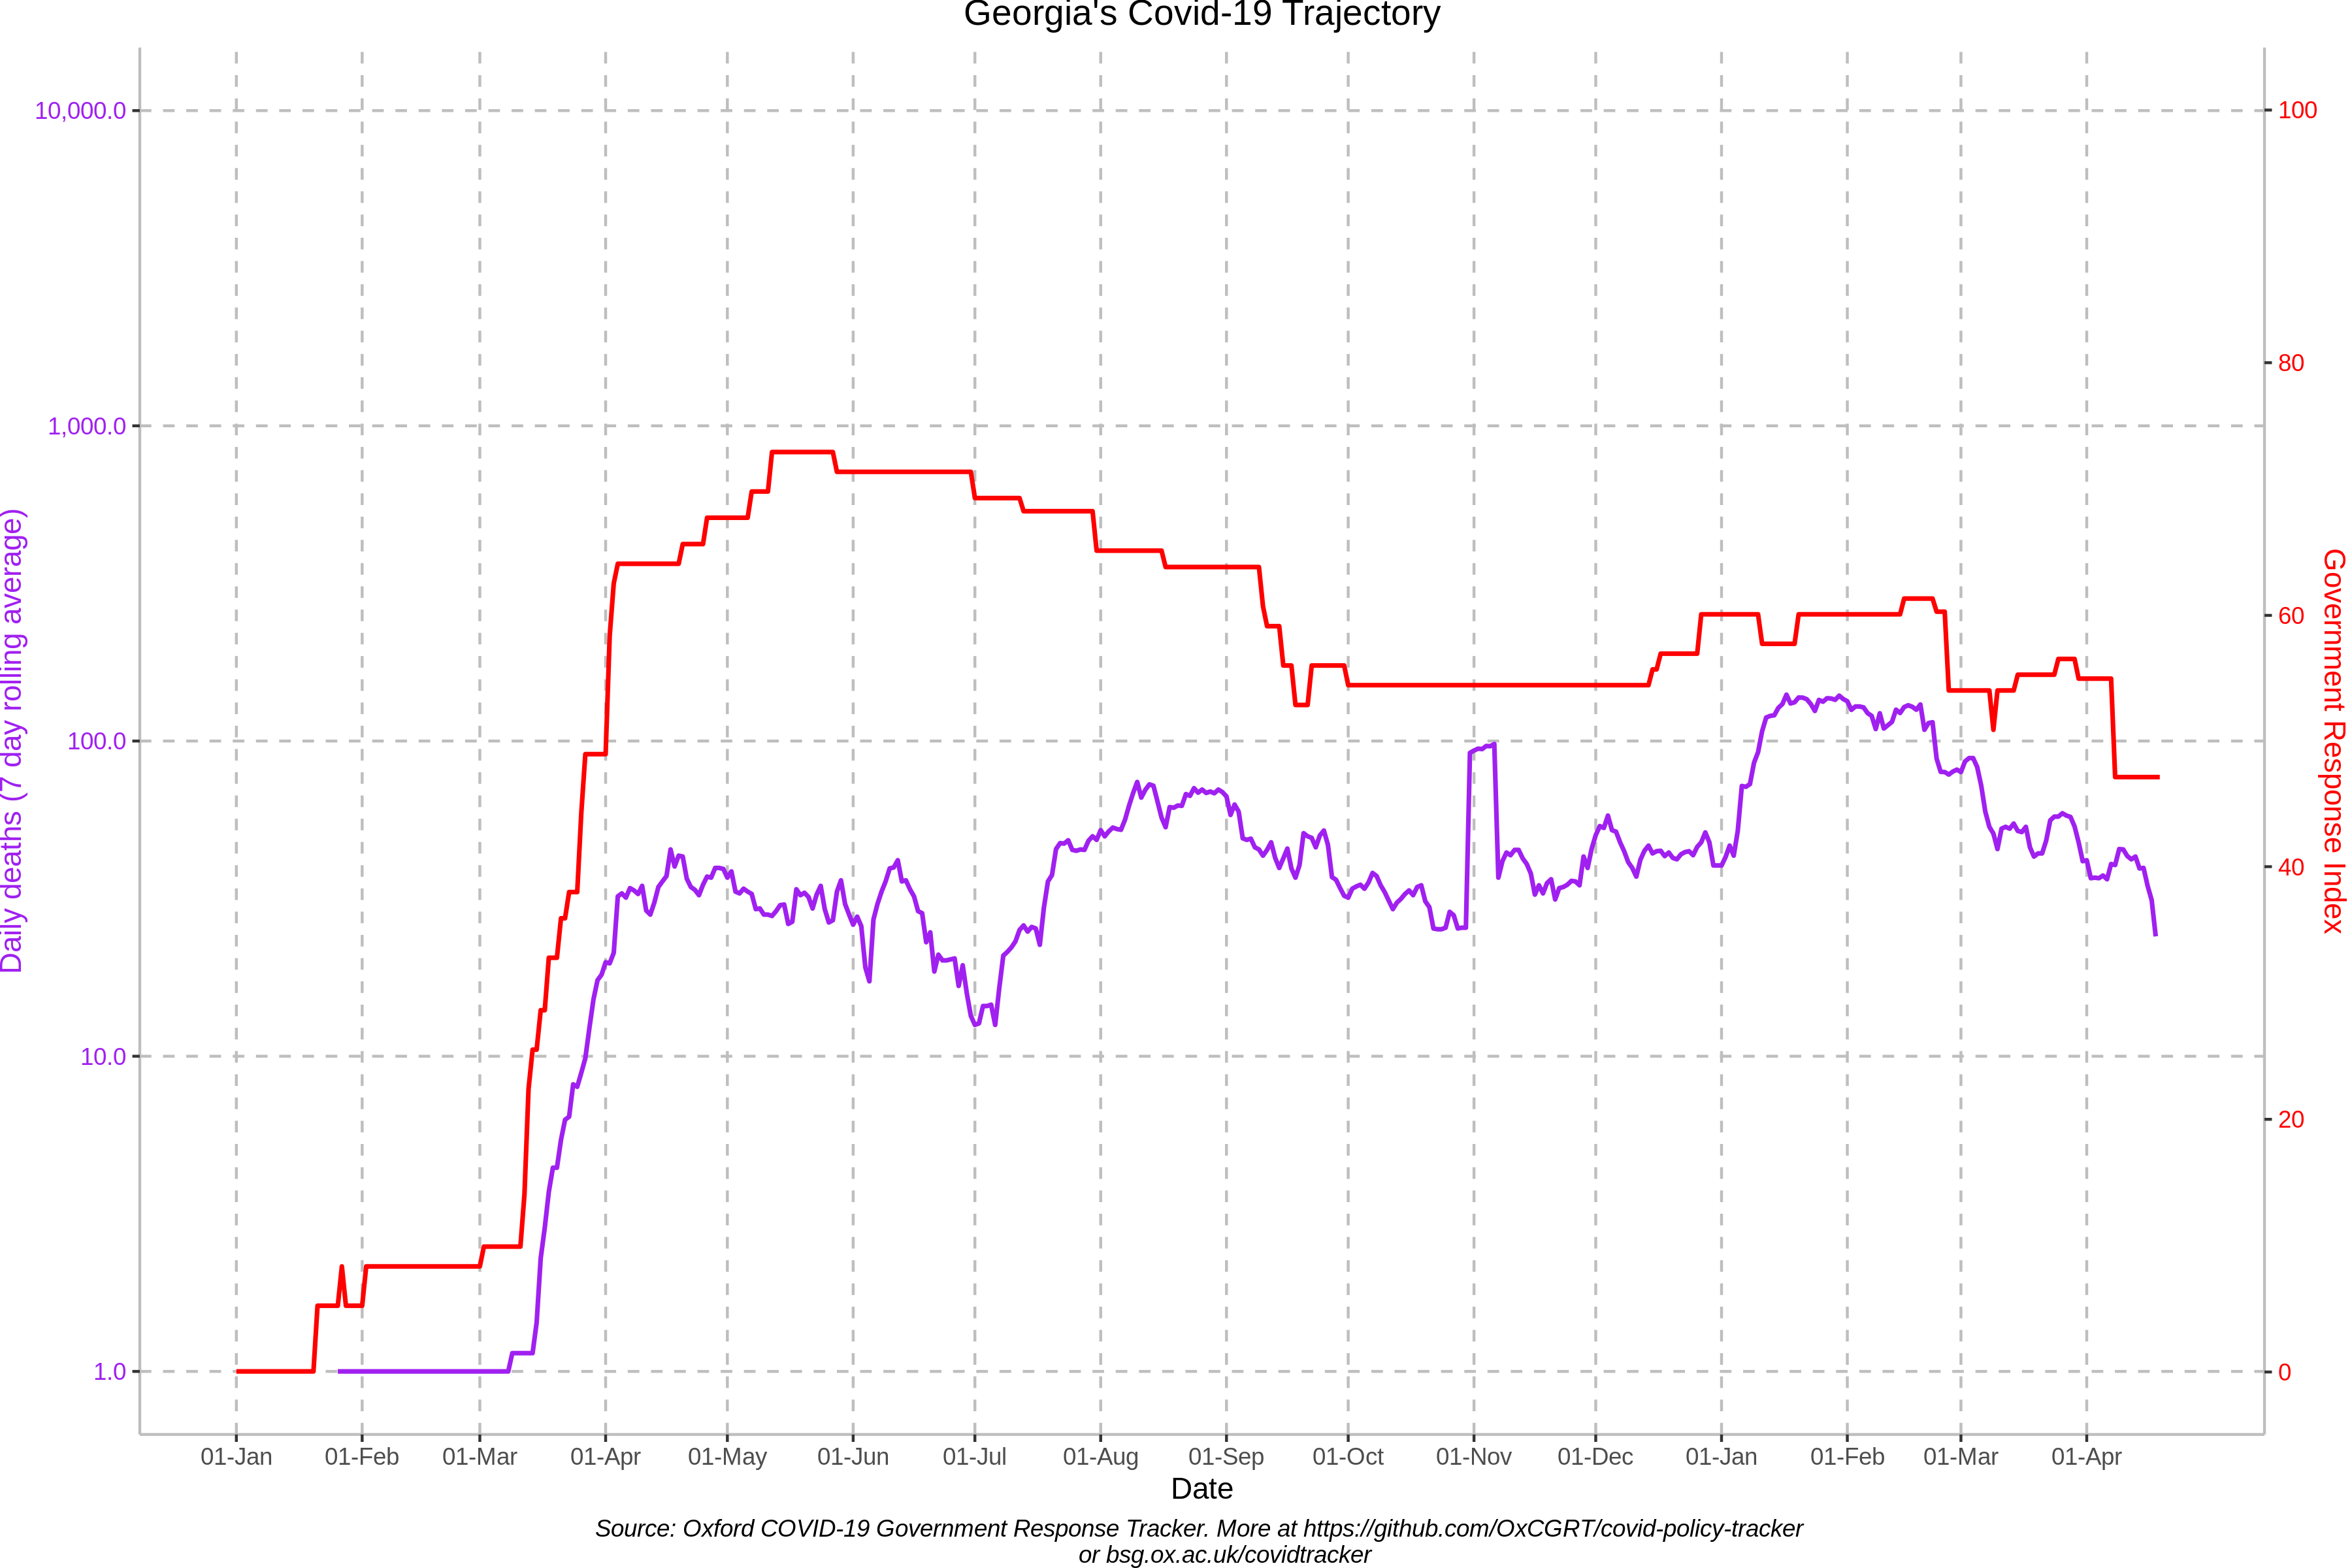 Georgia's Covid-19 Trajectory
10,000.0
1,000.0
100.0
10.0
1.0
Daily deaths (7 day rolling average)
100
80
60
40
20
0
Government Response Index
01-Jan 01-Feb 01-Mar 01-Apr 01-May 01-Jun 01-Jul 01-Aug 01-Sep 01-Oct 01-Nov 01-Dec 01-Jan 01-Feb 01-Mar 01-Apr
Date
Source: Oxford COVID-19 Government Response Tracker. More at https://github.com/OxCGRT/covid-policy-tracker
or bsg.ox.ac.uk/covidtracker